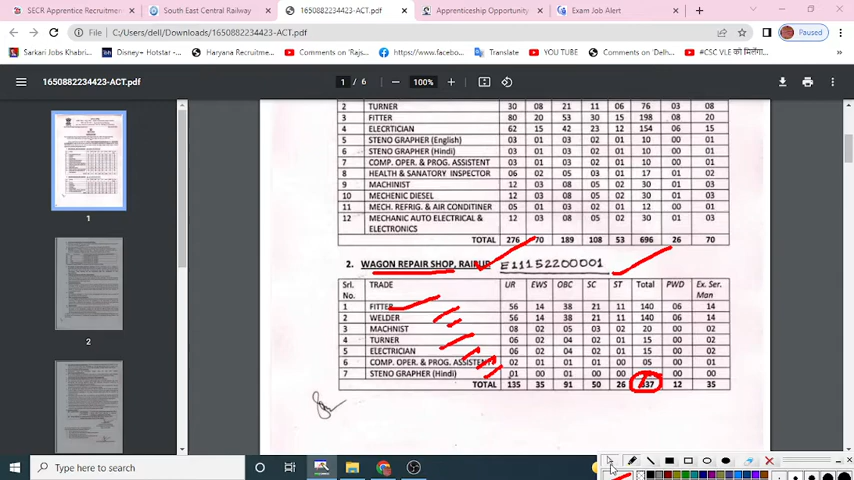 SECR Apprentice Recruitment
South East Central Railway
1650882234423-ACT.pdf
Apprenticeship Opportunity
Exam Job Alert
File | C:/Users/dell/Downloads/1650882234423-ACT.pdf
Paused
Sarkari Jobs Khabri...
Disney+ Hotstar -...
Haryana Recruitme...
Comments on "Rajs...
https://www.facebo...
Translate
YOU TUBE
Comments on "Delh...
#CSC VLE को मिलेगा...
1650882234423-ACT.pdf
1 / 6
100%
2 TURNER 30 08 21 11 06 76 03 08
3 FITTER 80 20 53 30 15 198 08 20
4 ELECRTICIAN 62 15 42 23 12 154 06 15
5 STENO GRAPHER (English) 03 01 03 02 01 10 00 01
6 STENO GRAPHER (Hindi) 03 01 03 02 01 10 00 01
7 COMP. OPER. & PROG. ASSISTENT 03 01 03 02 01 10 00 01
8 HEALTH & SANATORY INSPECTOR 06 02 04 03 02 17 01 02
9 MACHINIST 12 03 08 05 02 30 01 03
10 MECHENIC DIESEL 12 03 08 05 02 30 01 03
11 MECH. REFRIG. & AIR CONDITINER 05 01 03 02 01 12 00 01
12 MECHANIC AUTO ELECTRICAL & ELECTRONICS 12 03 08 05 02 30 01 03
TOTAL 276 70 189 108 53 696 26 70
2. WAGON REPAIR SHOP, RAIPUR E11152200001
Srl. No. TRADE UR EWS OBC SC ST Total PWD Ex. Ser. Man
1 FITTER 56 14 38 21 11 140 06 14
2 WELDER 56 14 38 21 11 140 06 14
3 MACHNIST 08 02 05 03 02 20 00 02
4 TURNER 06 02 04 02 01 15 00 02
5 ELECTRICIAN 06 02 04 02 01 15 00 02
6 COMP. OPER. & PROG. ASSISTENT 02 01 01 01 00 05 00 01
7 STENO GRAPHER (Hindi) 01 00 01 00 00 00 00
TOTAL 135 35 91 50 26 337 12 35
1
2
Type here to search